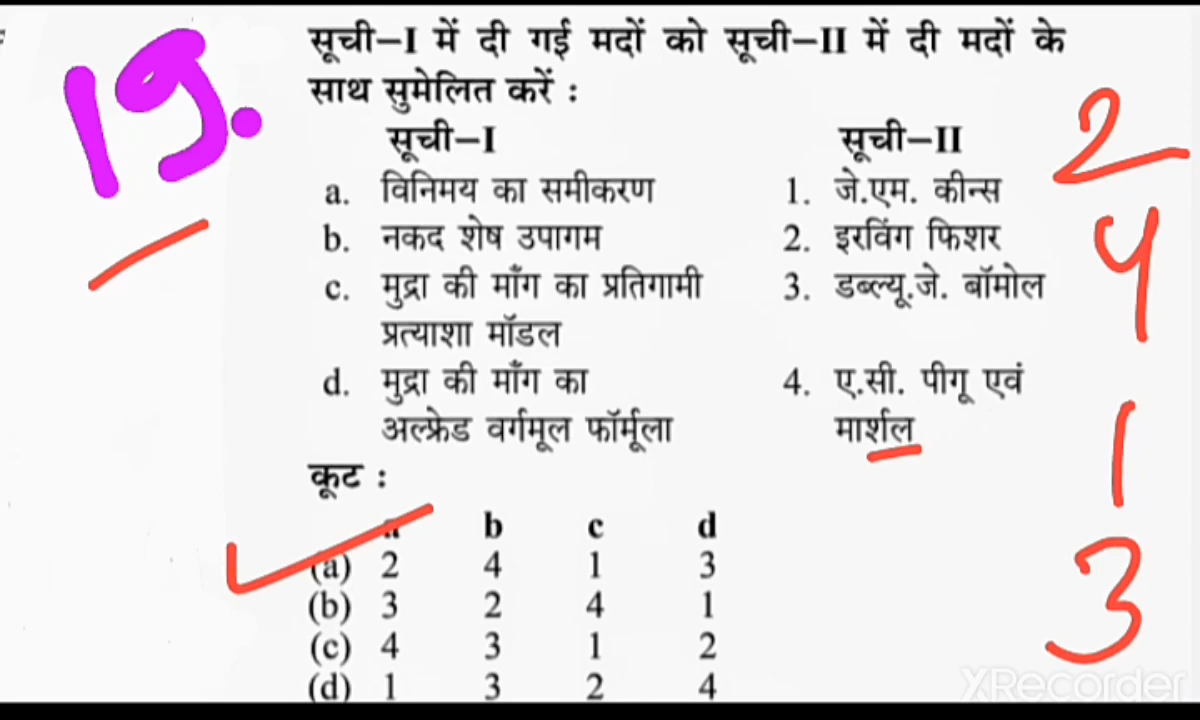 19.
सूची–I में दी गई मदों को सूची–II में दी मदों के
साथ सुमेलित करें :
सूची–I सूची–II
a. विनिमय का समीकरण 1. जे.एम. कीन्स
b. नकद शेष उपागम 2. इरविंग फिशर
c. मुद्रा की माँग का प्रतिगामी 3. डब्ल्यू.जे. बॉमोल
प्रत्याशा मॉडल
d. मुद्रा की माँग का 4. ए.सी. पीगू एवं
अल्फ्रेड वर्गमूल फॉर्मूला मार्शल
कूट :
a b c d
(a) 2 4 1 3
(b) 3 2 4 1
(c) 4 3 1 2
(d) 1 3 2 4
2
4
1
3
XRecorder